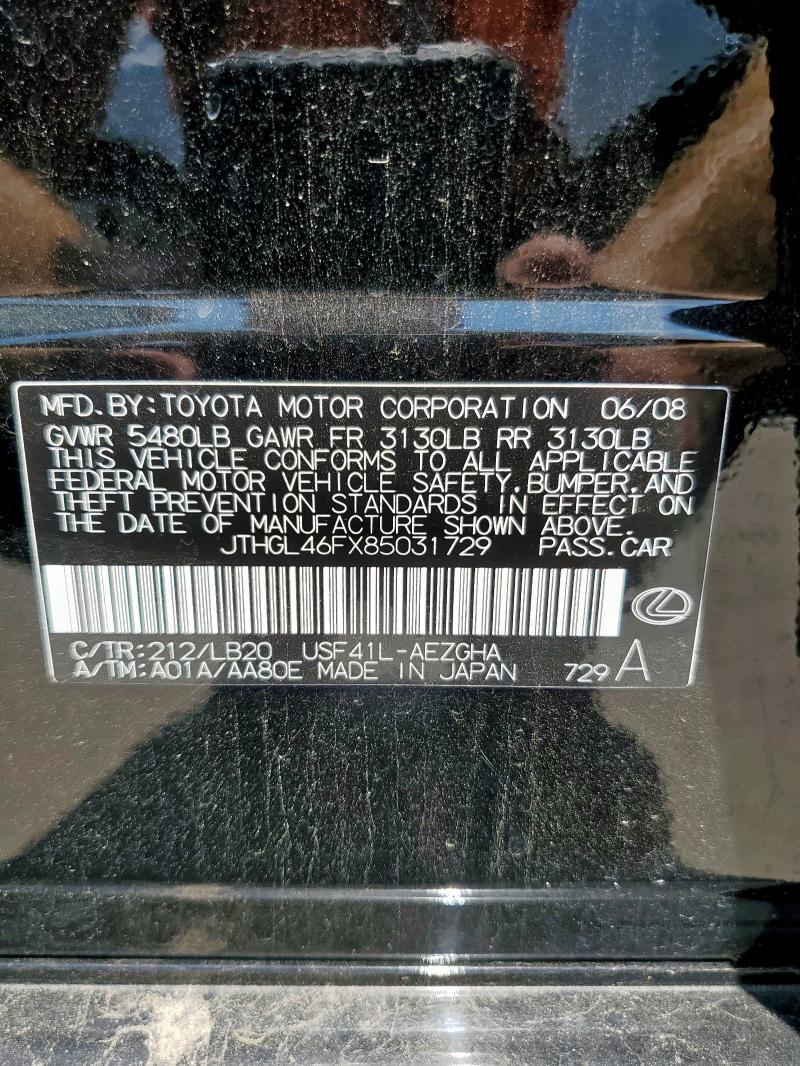 MFD.BY:TOYOTA MOTOR CORPORATION 06/08
GVWR 5480LB GAWR FR 3130LB RR 3130LB
THIS VEHICLE CONFORMS TO ALL APPLICABLE
FEDERAL MOTOR VEHICLE SAFETY,BUMPER,AND
THEFT PREVENTION STANDARDS IN EFFECT ON
THE DATE OF MANUFACTURE SHOWN ABOVE.
JTHGL46FX85031729 PASS.CAR
C/TR:212/LB20 USF41L-AEZGHA
A/TM:A01A/AA80E MADE IN JAPAN 729 A